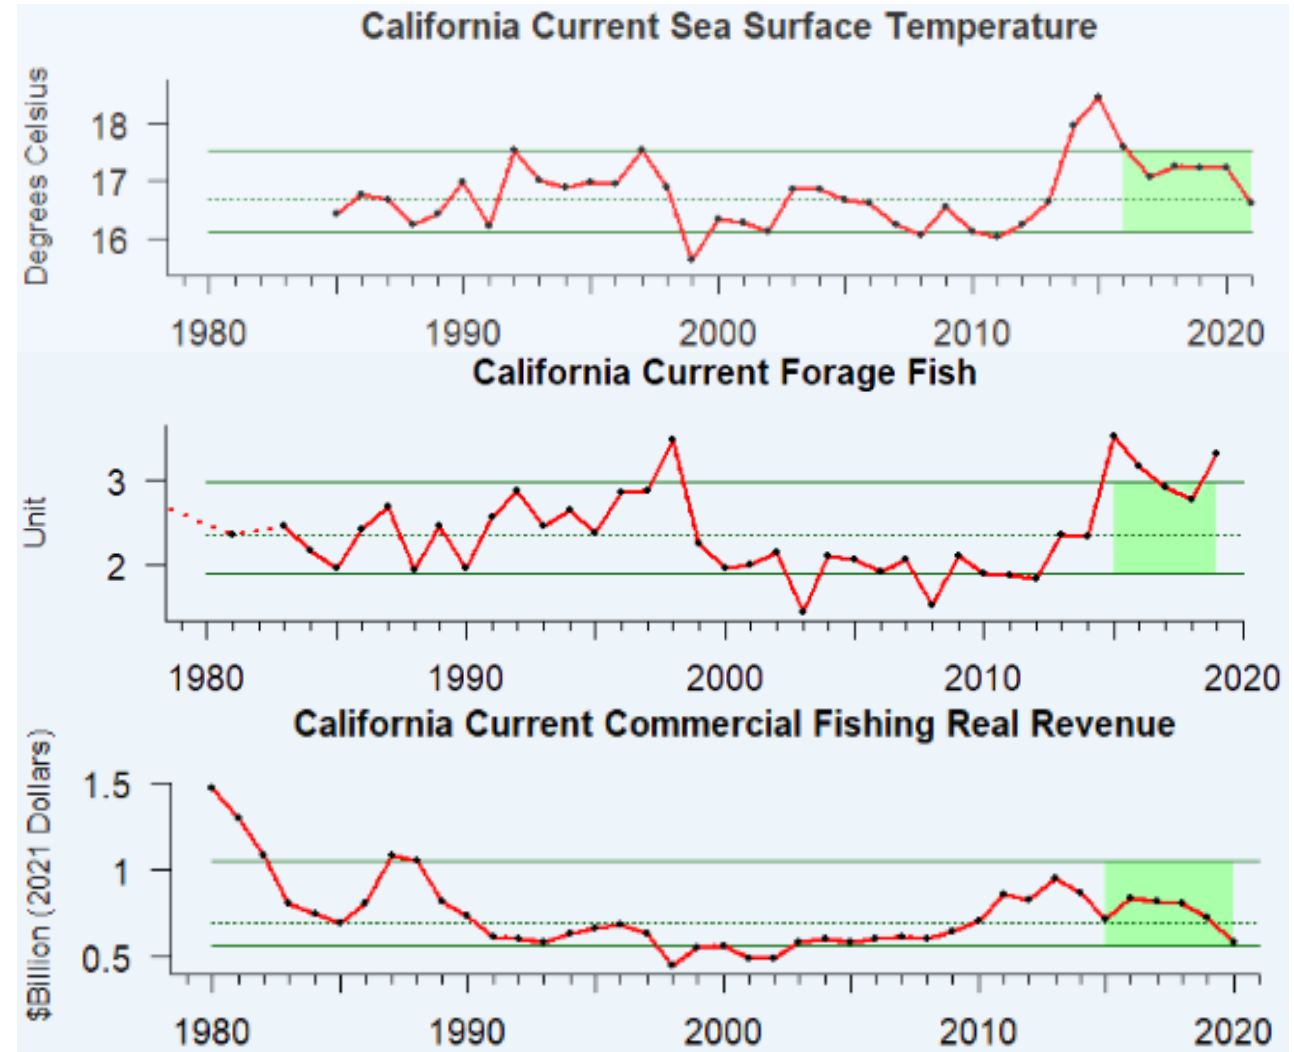 California Current Sea Surface Temperature
Degrees Celsius
18
17
16
1980 1990 2000 2010 2020
California Current Forage Fish
Unit
3
2
1980 1990 2000 2010 2020
California Current Commercial Fishing Real Revenue
$Billion (2021 Dollars)
1.5
1
0.5
1980 1990 2000 2010 2020